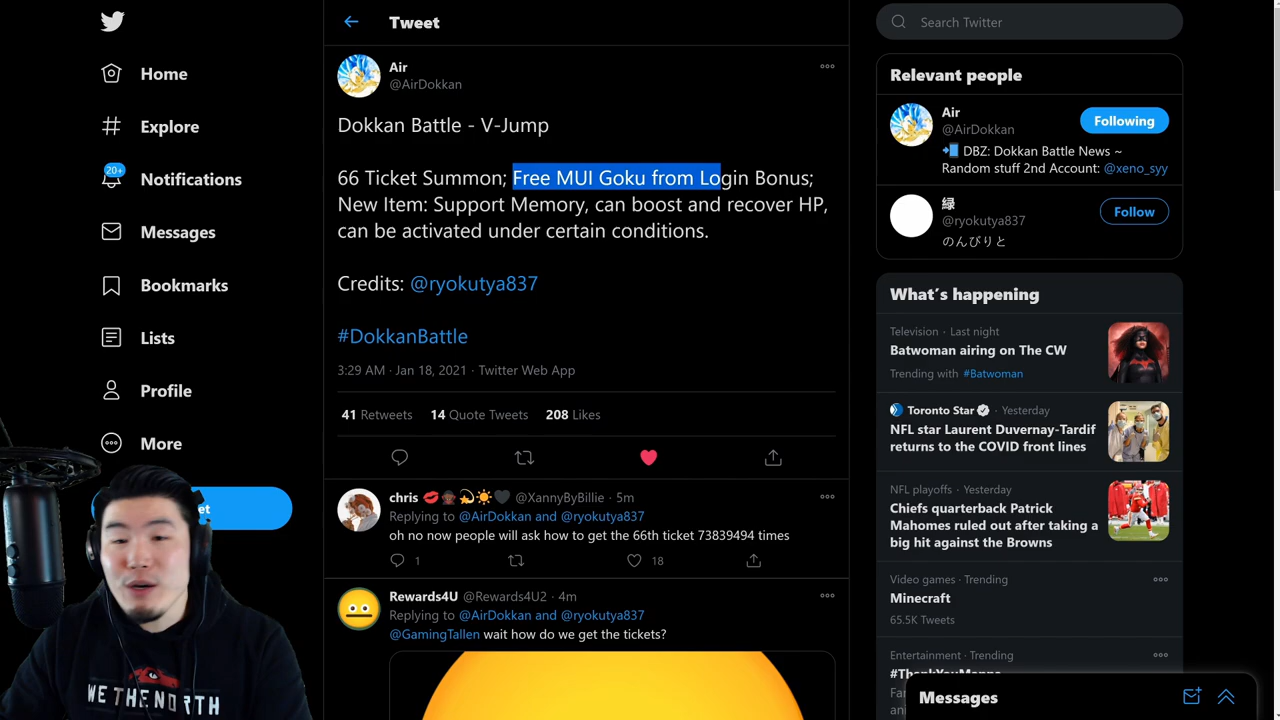 Home
Explore
20+
Notifications
Messages
Bookmarks
Lists
Profile
More
et
Tweet
Air
@AirDokkan
Dokkan Battle - V-Jump
66 Ticket Summon; Free MUI Goku from Login Bonus;
New Item: Support Memory, can boost and recover HP,
can be activated under certain conditions.
Credits: @ryokutya837
#DokkanBattle
3:29 AM · Jan 18, 2021 · Twitter Web App
41 Retweets 14 Quote Tweets 208 Likes
chris @XannyByBillie · 5m
Replying to @AirDokkan and @ryokutya837
oh no now people will ask how to get the 66th ticket 73839494 times
1
18
Rewards4U @Rewards4U2 · 4m
Replying to @AirDokkan and @ryokutya837
@GamingTallen wait how do we get the tickets?
Search Twitter
Relevant people
Air
@AirDokkan
Following
DBZ: Dokkan Battle News ~
Random stuff 2nd Account: @xeno_syy
緑
@ryokutya837
Follow
のんびりと
What's happening
Television · Last night
Batwoman airing on The CW
Trending with #Batwoman
Toronto Star · Yesterday
NFL star Laurent Duvernay-Tardif
returns to the COVID front lines
NFL playoffs · Yesterday
Chiefs quarterback Patrick
Mahomes ruled out after taking a
big hit against the Browns
Video games · Trending
Minecraft
65.5K Tweets
Entertainment · Trending
Messages
WE THE NORTH